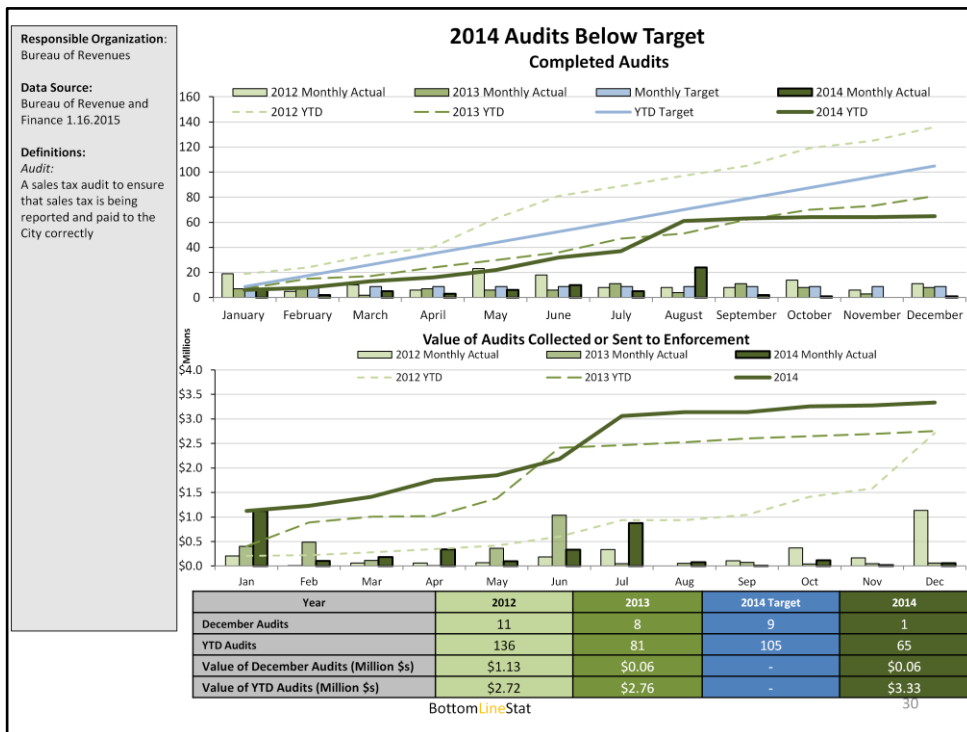 Responsible Organization:
Bureau of Revenues
Data Source:
Bureau of Revenue and
Finance 1.16.2015
Definitions:
Audit:
A sales tax audit to ensure
that sales tax is being
reported and paid to the
City correctly
2014 Audits Below Target
Completed Audits
2012 Monthly Actual 2013 Monthly Actual Monthly Target 2014 Monthly Actual
2012 YTD 2013 YTD YTD Target 2014 YTD
160
140
120
100
80
60
40
20
0
January February March April May June July August September October November December
Value of Audits Collected or Sent to Enforcement
Millions
2012 Monthly Actual 2013 Monthly Actual 2014 Monthly Actual
2012 YTD 2013 YTD 2014
$4.0
$3.5
$3.0
$2.5
$2.0
$1.5
$1.0
$0.5
$0.0
Jan Feb Mar Apr May Jun Jul Aug Sep Oct Nov Dec
Year 2012 2013 2014 Target 2014
December Audits 11 8 9 1
YTD Audits 136 81 105 65
Value of December Audits (Million $s) $1.13 $0.06 - $0.06
Value of YTD Audits (Million $s) $2.72 $2.76 - $3.33
BottomLineStat
30